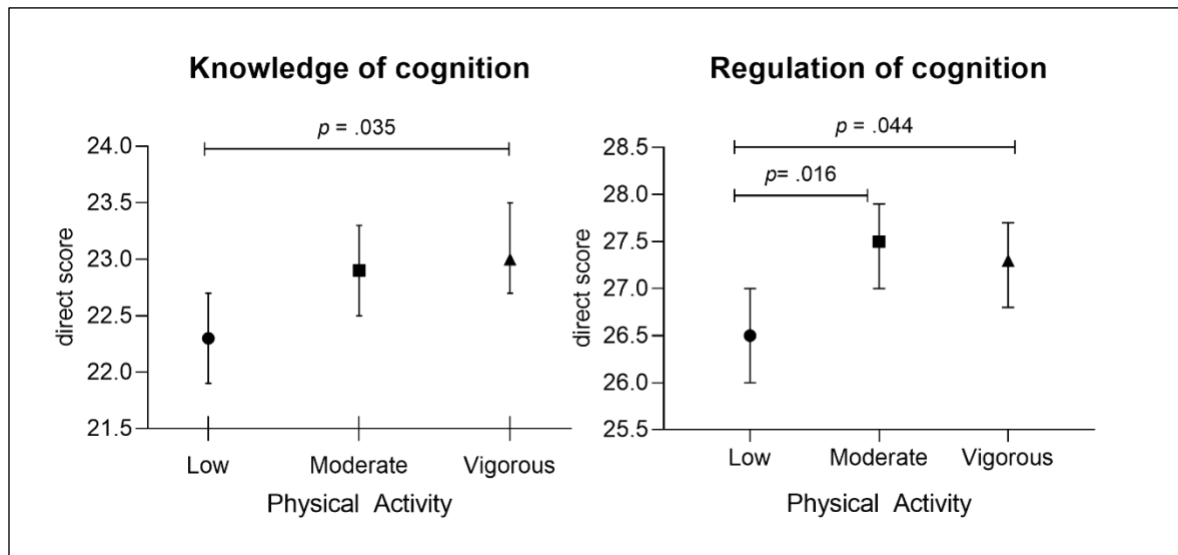 Knowledge of cognition
p = .035
24.0
23.5
23.0
22.5
22.0
21.5
direct score
Low Moderate Vigorous
Physical Activity
Regulation of cognition
p = .044
p= .016
28.5
28.0
27.5
27.0
26.5
26.0
25.5
direct score
Low Moderate Vigorous
Physical Activity